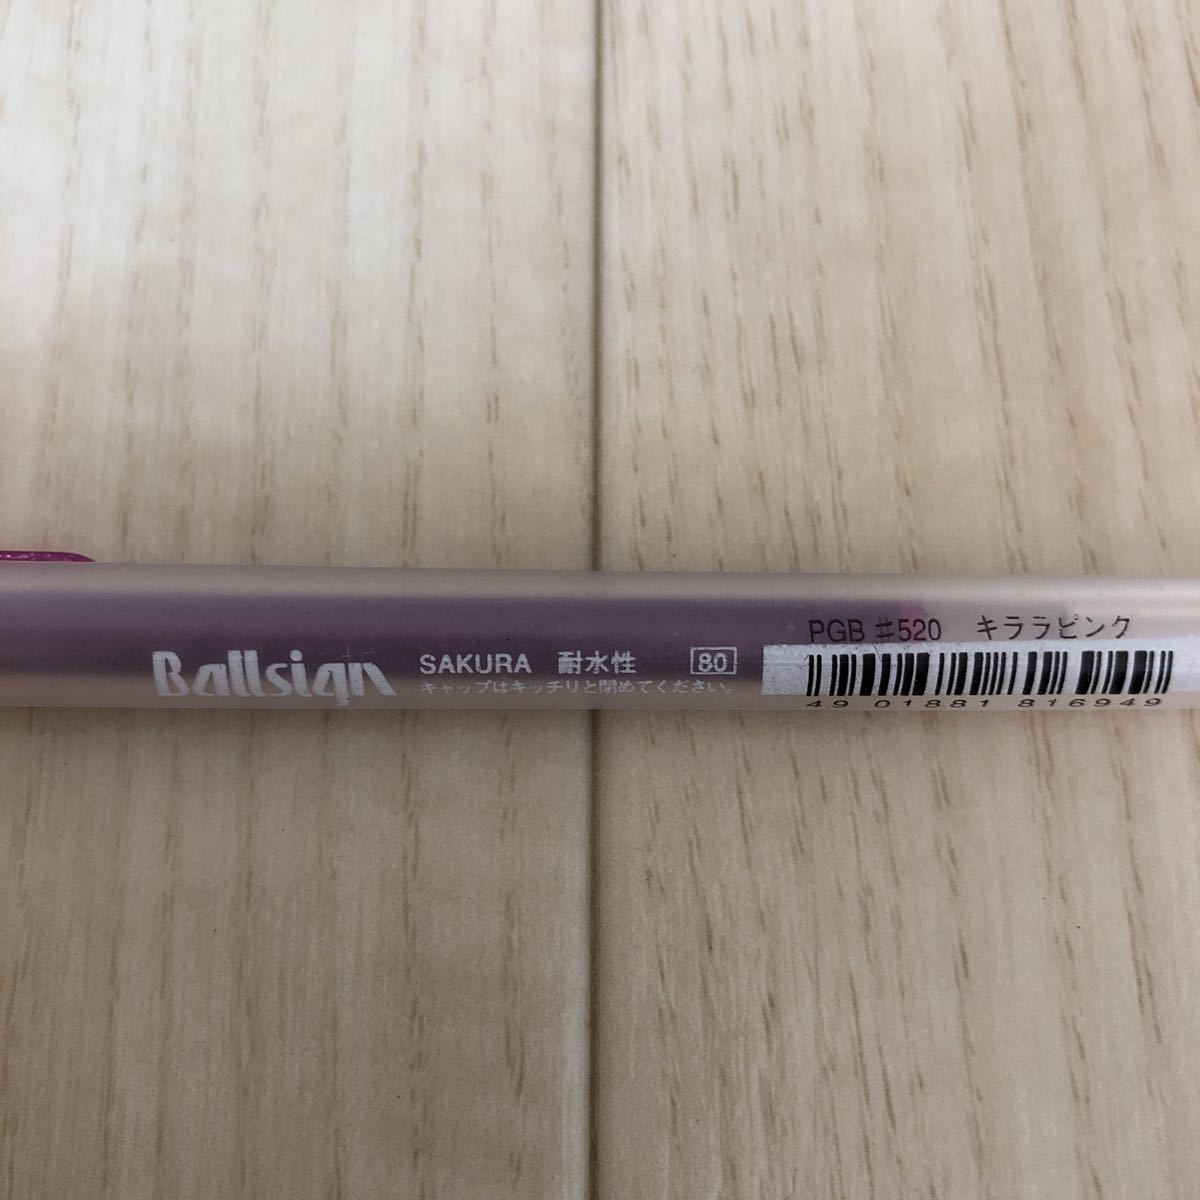 Ballsign
SAKURA 耐水性 80
キャップはキッチリと閉めてください。
PGB #520 キララピンク
49 01881 816949